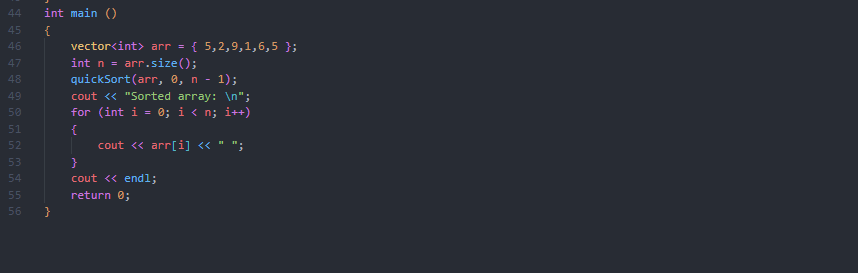 44 int main ()
45 {
46 vector<int> arr = { 5,2,9,1,6,5 };
47 int n = arr.size();
48 quickSort(arr, 0, n - 1);
49 cout << "Sorted array: \n";
50 for (int i = 0; i < n; i++)
51 {
52 cout << arr[i] << " ";
53 }
54 cout << endl;
55 return 0;
56 }